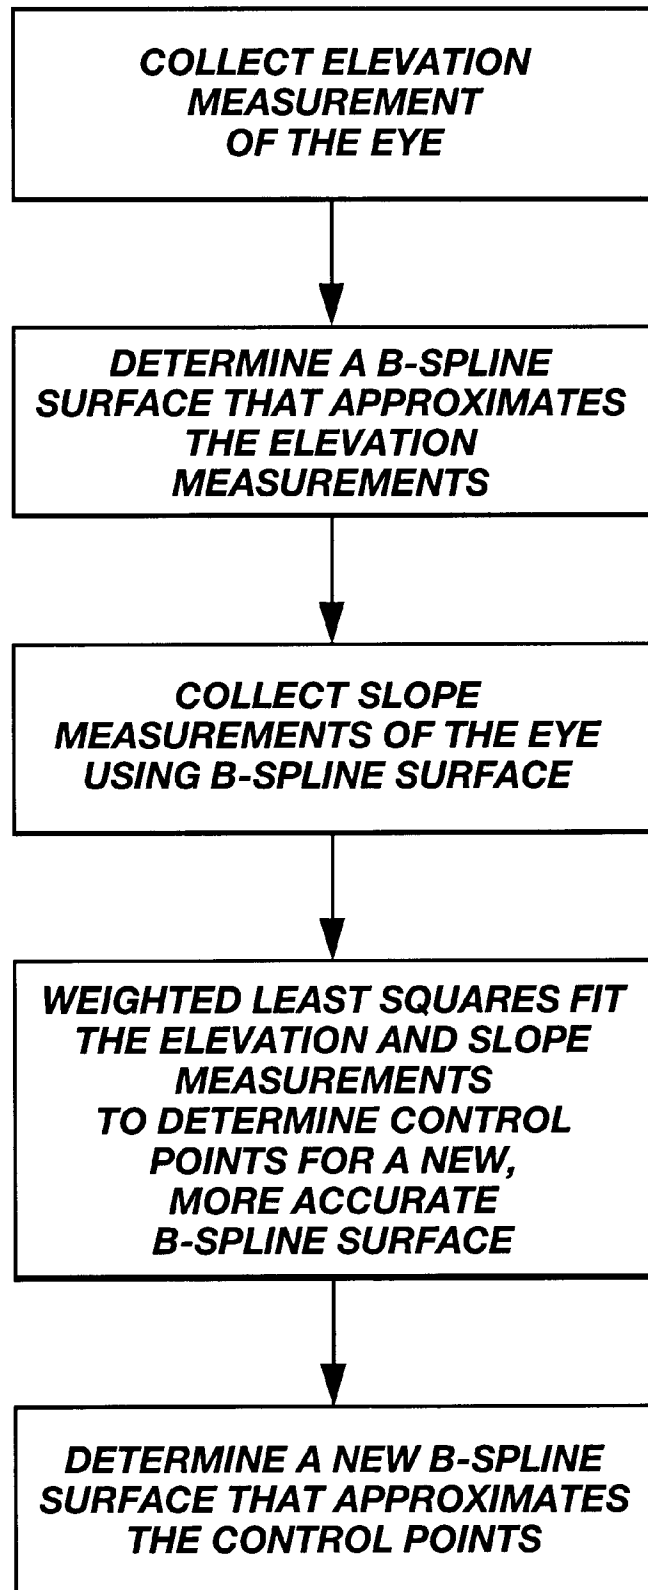 COLLECT ELEVATION
MEASUREMENT
OF THE EYE
DETERMINE A B-SPLINE
SURFACE THAT APPROXIMATES
THE ELEVATION
MEASUREMENTS
COLLECT SLOPE
MEASUREMENTS OF THE EYE
USING B-SPLINE SURFACE
WEIGHTED LEAST SQUARES FIT
THE ELEVATION AND SLOPE
MEASUREMENTS
TO DETERMINE CONTROL
POINTS FOR A NEW,
MORE ACCURATE
B-SPLINE SURFACE
DETERMINE A NEW B-SPLINE
SURFACE THAT APPROXIMATES
THE CONTROL POINTS